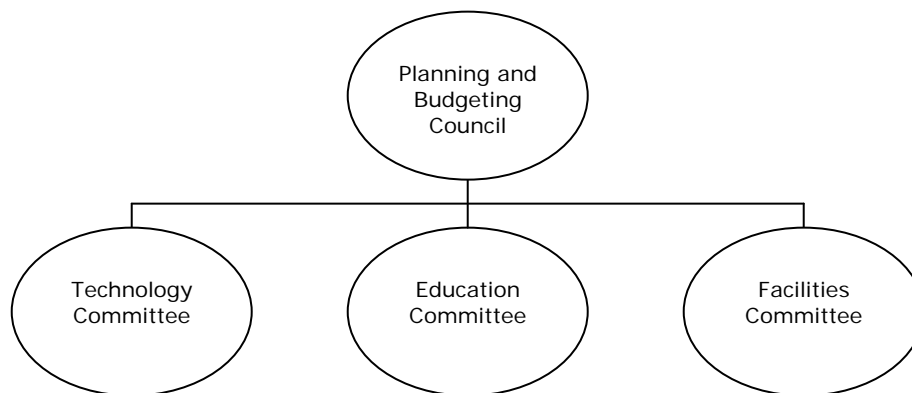 Planning and
Budgeting
Council
Technology
Committee
Education
Committee
Facilities
Committee